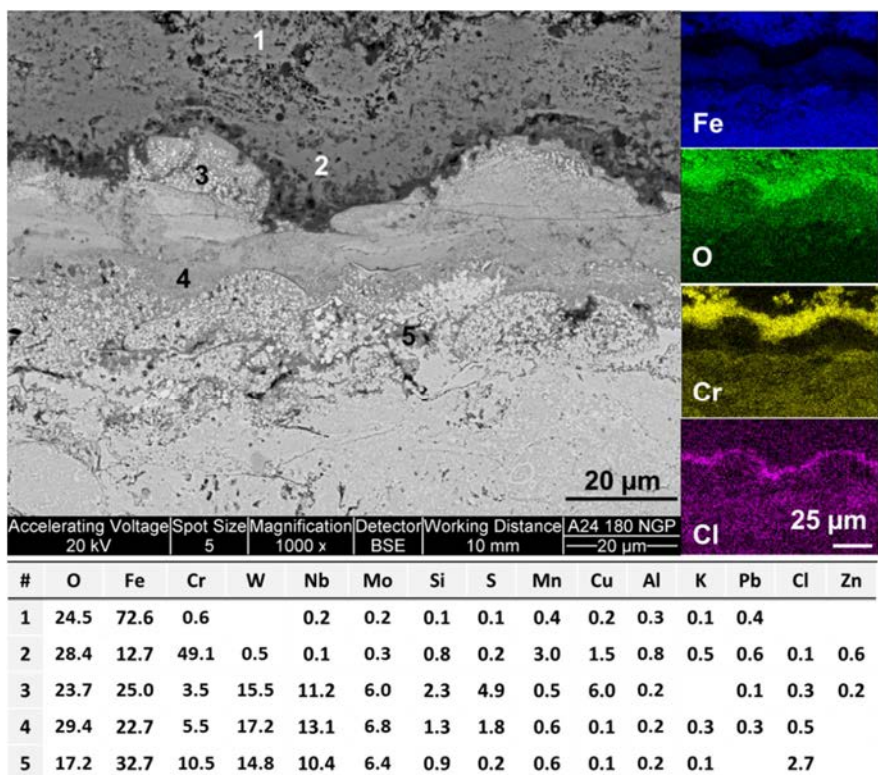 1
2
3
4
5
20 µm
Fe
O
Cr
Cl
25 µm
Accelerating Voltage Spot Size Magnification Detector Working Distance A24 180 NGP
20 kV 5 1000 x BSE 10 mm 20 µm
# O Fe Cr W Nb Mo Si S Mn Cu Al K Pb Cl Zn
1 24.5 72.6 0.6 0.2 0.2 0.1 0.1 0.4 0.2 0.3 0.1 0.4
2 28.4 12.7 49.1 0.5 0.1 0.3 0.8 0.2 3.0 1.5 0.8 0.5 0.6 0.1 0.6
3 23.7 25.0 3.5 15.5 11.2 6.0 2.3 4.9 0.5 6.0 0.2 0.1 0.3 0.2
4 29.4 22.7 5.5 17.2 13.1 6.8 1.3 1.8 0.6 0.1 0.2 0.3 0.3 0.5
5 17.2 32.7 10.5 14.8 10.4 6.4 0.9 0.2 0.6 0.1 0.2 0.1 2.7